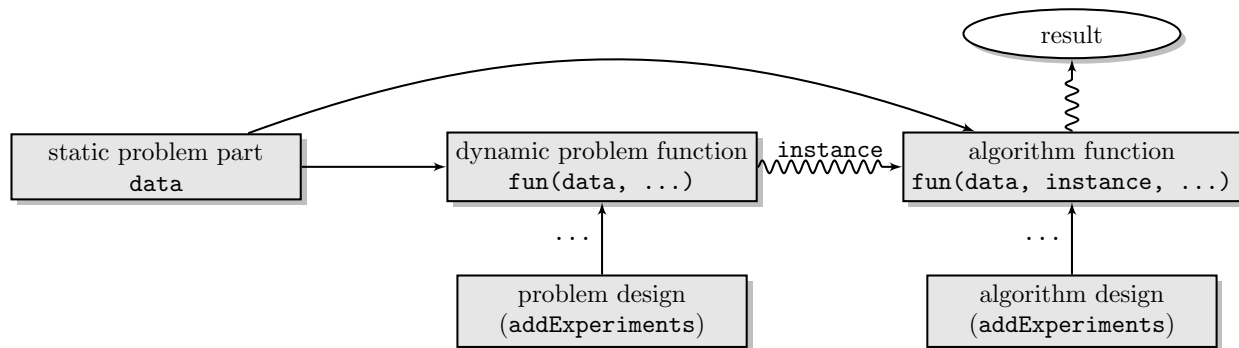 result
static problem part
data
dynamic problem function
fun(data, ...)
instance
algorithm function
fun(data, instance, ...)
...
...
problem design
(addExperiments)
algorithm design
(addExperiments)